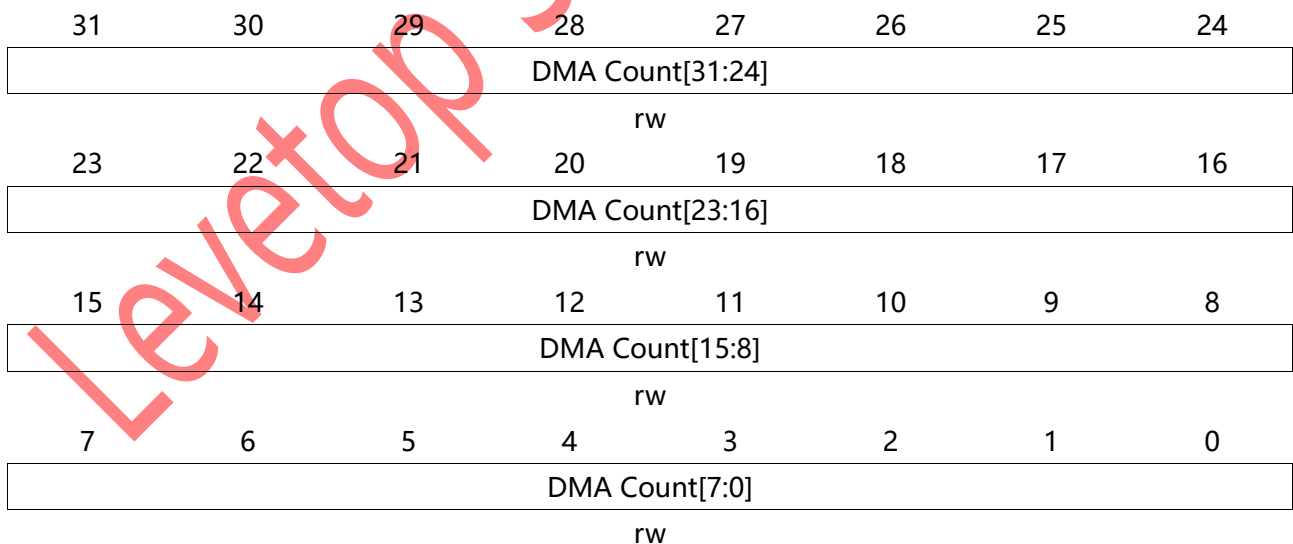 31 30 29 28 27 26 25 24
DMA Count[31:24]
rw
23 22 21 20 19 18 17 16
DMA Count[23:16]
rw
15 14 13 12 11 10 9 8
DMA Count[15:8]
rw
7 6 5 4 3 2 1 0
DMA Count[7:0]
rw
Levetop